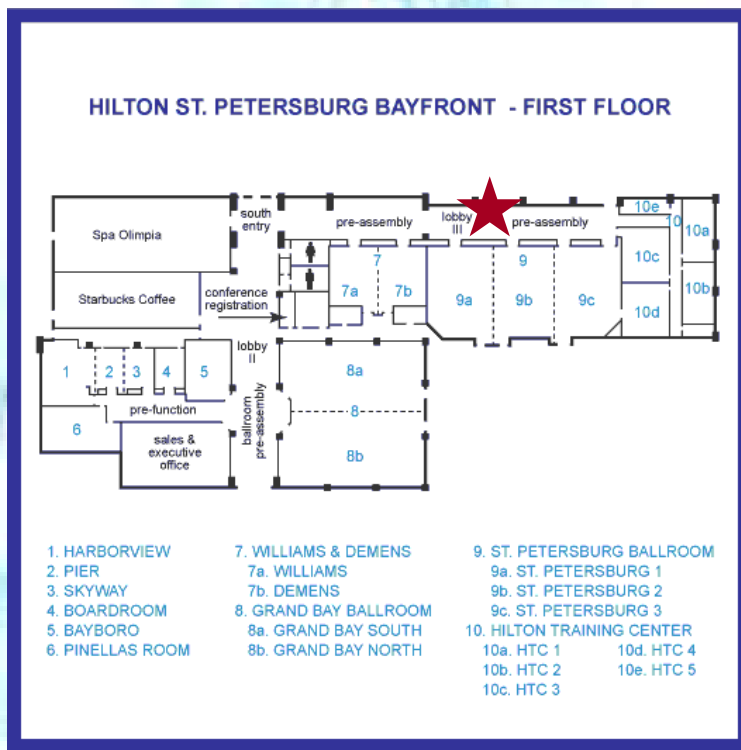 HILTON ST. PETERSBURG BAYFRONT - FIRST FLOOR
Spa Olimpia
south
entry
pre-assembly
lobby
III
pre-assembly
10e
10
10a
10c
10b
10d
7
7a
7b
9
9a
9b
9c
Starbucks Coffee
conference
registration
lobby
II
1
2
3
4
5
6
pre-function
sales &
executive
office
ballroom
pre-assembly
8a
8
8b
1. HARBORVIEW
2. PIER
3. SKYWAY
4. BOARDROOM
5. BAYBORO
6. PINELLAS ROOM
7. WILLIAMS & DEMENS
7a. WILLIAMS
7b. DEMENS
8. GRAND BAY BALLROOM
8a. GRAND BAY SOUTH
8b. GRAND BAY NORTH
9. ST. PETERSBURG BALLROOM
9a. ST. PETERSBURG 1
9b. ST. PETERSBURG 2
9c. ST. PETERSBURG 3
10. HILTON TRAINING CENTER
10a. HTC 1
10b. HTC 2
10c. HTC 3
10d. HTC 4
10e. HTC 5